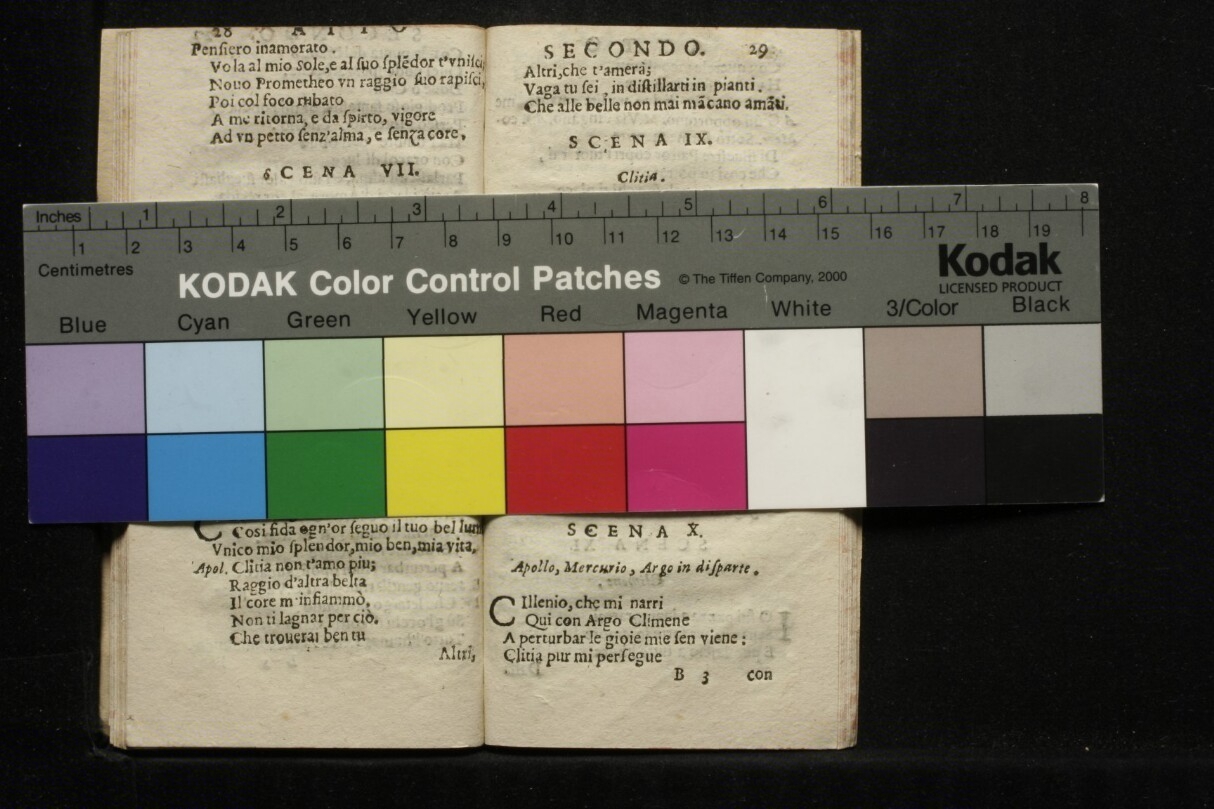 28 ATTO
Pensiero inamorato.
Vola al mio Sole, e al suo splẽdor t'vnisci,
Nouo Prometheo vn raggio suo rapisci,
Poi col foco rubato
A me ritorna, e da spirto, vigore
Ad vn petto senz'alma, e senza core,
SCENA VII.
SECONDO. 29
Altri, che t'amerà;
Vaga tu sei, in distillarti in pianti.
Che alle belle non mai mãcano amãti.
SCENA IX.
Clitia.
Inches 1 2 3 4 5 6 7 8
1 2 3 4 5 6 7 8 9 10 11 12 13 14 15 16 17 18 19
Centimetres
KODAK Color Control Patches © The Tiffen Company, 2000
Kodak
LICENSED PRODUCT
Blue Cyan Green Yellow Red Magenta White 3/Color Black
Cosi fida ogn'or seguo il tuo bel lum
Vnico mio splendor, mio ben, mia vita,
Apol. Clitia non t'amo piu;
Raggio d'altra belta
Il core m'infiammò,
Non ti lagnar per ciò.
Che trouerai ben tu
Altri,
SCENA X.
Apollo, Mercurio, Argo in disparte.
CIllenio, che mi narri
Qui con Argo Climene
A perturbar le gioie mie sen viene:
Clitia pur mi persegue
B 3 con